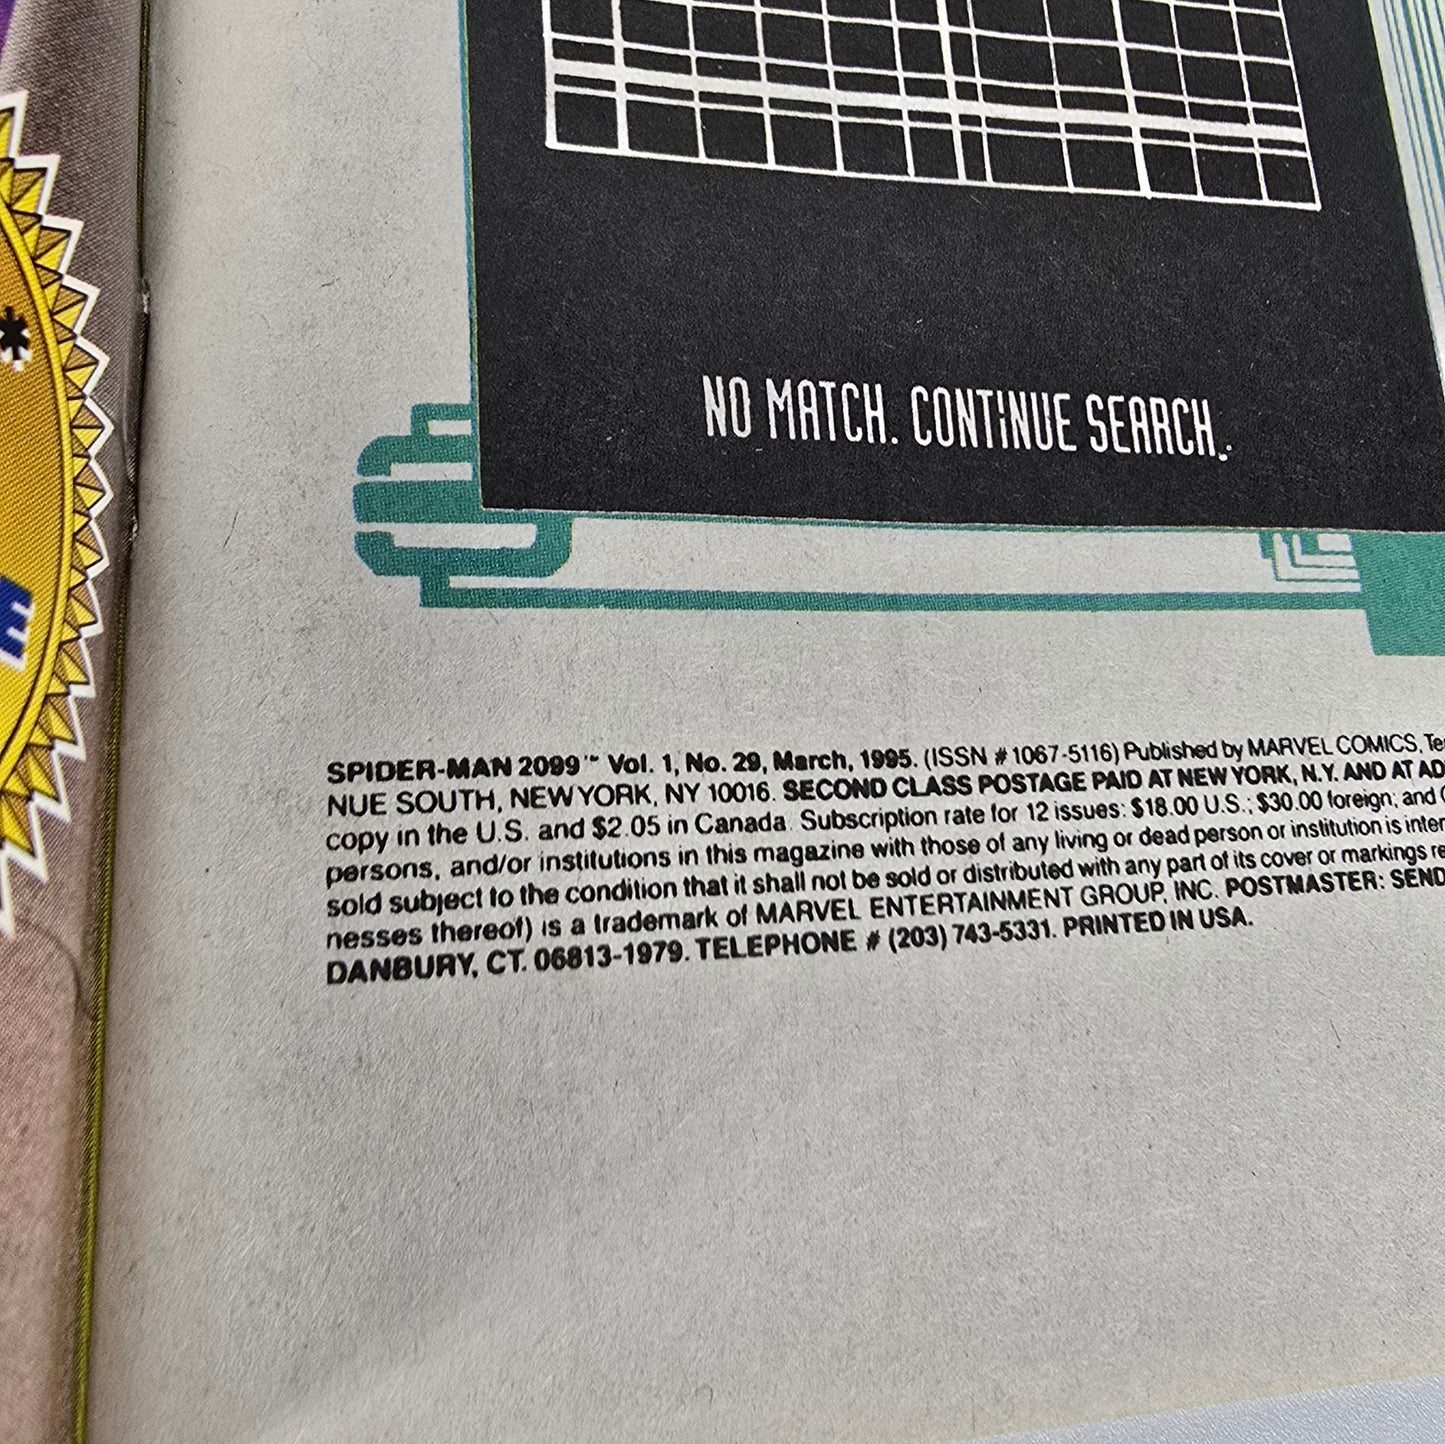 NO MATCH. CONTINUE SEARCH.
E
SPIDER-MAN 2099™ Vol. 1, No. 29, March, 1995. (ISSN #1067-5116) Published by MARVEL COMICS,
NUE SOUTH, NEW YORK, NY 10016. SECOND CLASS POSTAGE PAID AT NEW YORK, N.Y. AND AT AD
copy in the U.S. and $2.05 in Canada. Subscription rate for 12 issues: $18.00 U.S.; $30.00 foreign; and
persons, and/or institutions in this magazine with those of any living or dead person or institution is inter
sold subject to the condition that it shall not be sold or distributed with any part of its cover or markings re
nesses thereof) is a trademark of MARVEL ENTERTAINMENT GROUP, INC. POSTMASTER: SEND
DANBURY, CT. 06813-1979. TELEPHONE # (203) 743-5331. PRINTED IN USA.